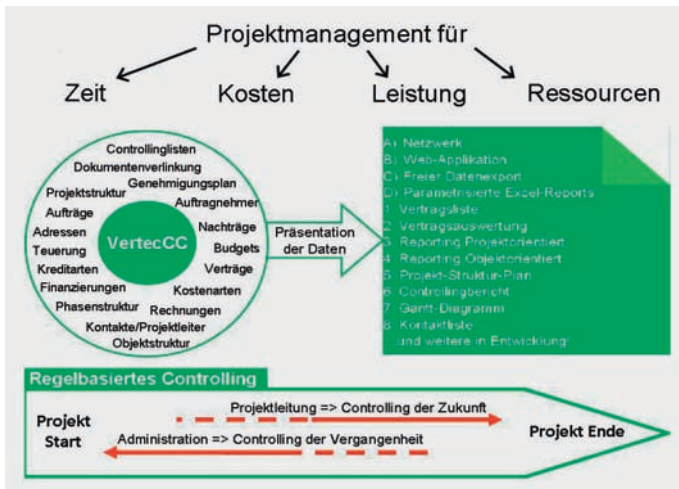 Projektmanagement für
Zeit
Kosten
Leistung
Ressourcen
Controllinglisten
Dokumentenverlinkung
Genehmigungsplan
Projektstruktur
Auftragnehmer
Aufträge
Nachträge
Adressen
VertecCC
Teuerung
Budgets
Kreditarten
Verträge
Finanzierungen
Kostenarten
Phasenstruktur
Rechnungen
Kontakte/Projektleiter
Objektstruktur
Präsentation
der Daten
A) Netzwerk
B) Web-Applikation
C) Freier Datenexport
D) Parametrisierte Excel-Reports
1 Vertragsliste
2 Vertragsauswertung
3 Reporting Projektorientiert
4 Reporting Objektorientiert
5 Projekt-Struktur-Plan
6 Controllingbericht
7 Gantt-Diagramm
8 Kontaktliste
und weitere in Entwicklung!
Regelbasiertes Controlling
Projekt
Start
Projektleitung => Controlling der Zukunft
Administration => Controlling der Vergangenheit
Projekt Ende